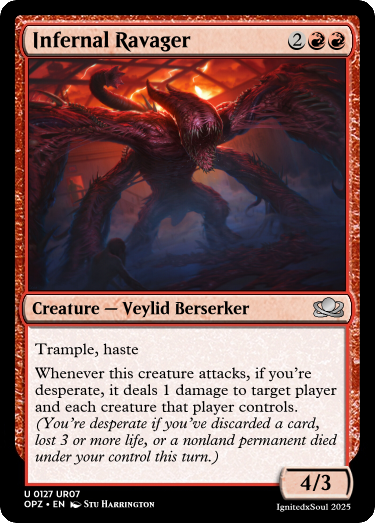 Infernal Ravager 2
Creature — Veylid Berserker
Trample, haste
Whenever this creature attacks, if you're
desperate, it deals 1 damage to target player
and each creature that player controls.
(You're desperate if you've discarded a card,
lost 3 or more life, or a nonland permanent died
under your control this turn.)
4/3
U 0127 UR07
OPZ • EN Stu Harrington
IgnitedxSoul 2025